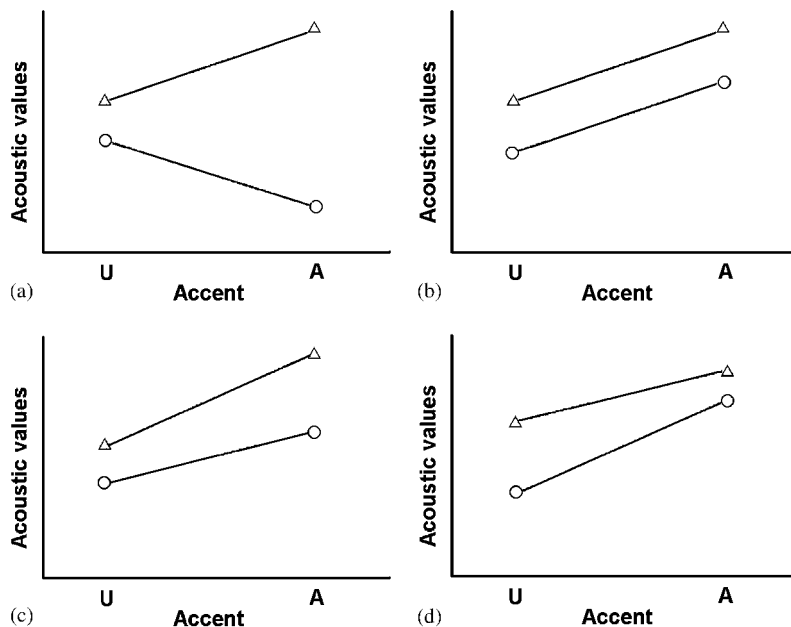 Acoustic values
U
A
Accent
(a)
Acoustic values
U
A
Accent
(b)
Acoustic values
U
A
Accent
(c)
Acoustic values
U
A
Accent
(d)